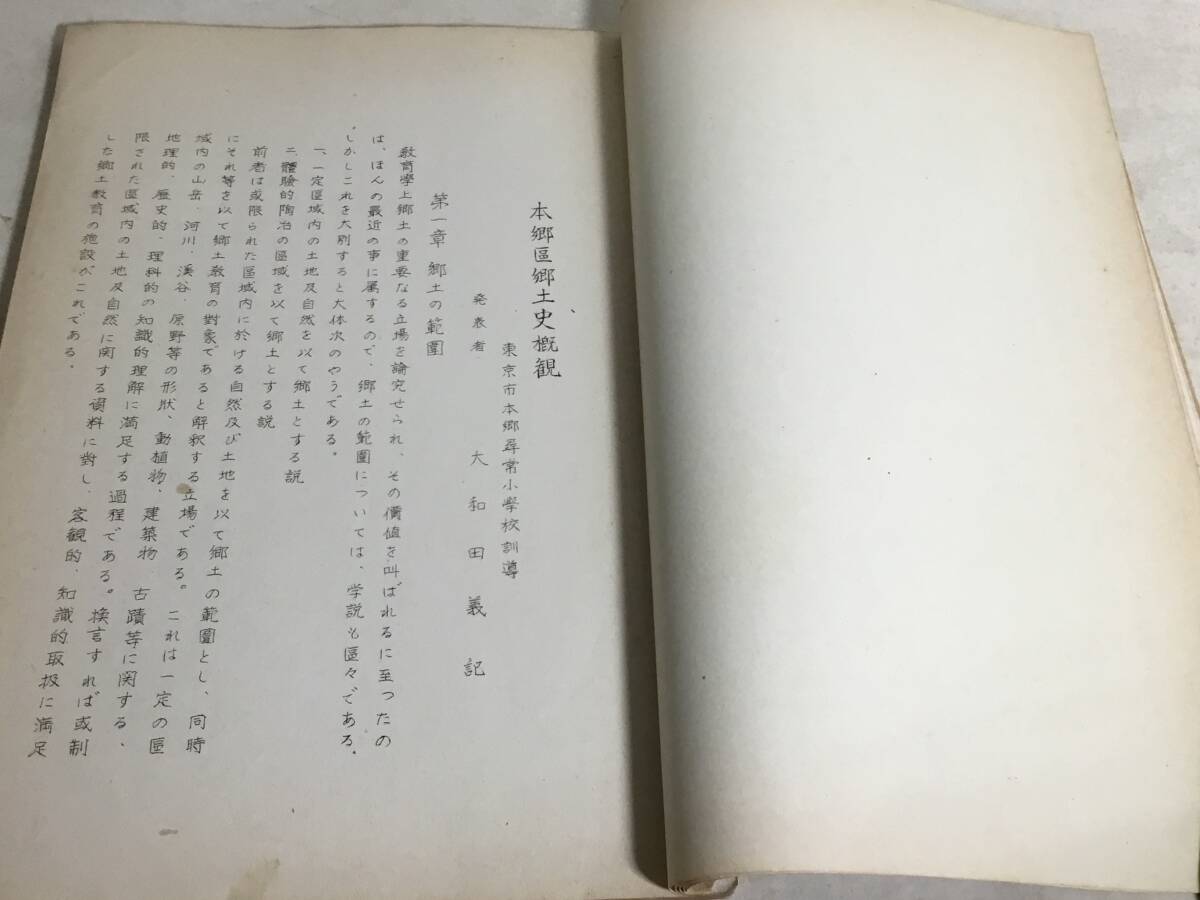 本郷區郷土史概観
東京市本郷尋常小學校訓導
発表者　大和田義記
第一章 郷土の範圍
教育學上郷土の重要なる立場を論究せられ、その價値を叫ばれるに至つたの
は、ほんの最近の事に属するので、郷土の範圍については、学説も區々である。
しかしこれを大別すると大体次のやうである。
一、一定區域内の土地及自然を以て郷土とする説
二、體驗的陶冶の區域を以て郷土とする説
前者は或限られた區域内に於ける自然及び土地を以て郷土の範圍とし、同時
にそれ等を以て郷土教育の對象であると解釈する立場である。これは一定の區
域内の山岳、河川、渓谷、原野等の形狀、動植物、建築物、古蹟等に関する、
地理的、歴史的、理科的の知識的理解に満足する過程である。換言すれば或制
限された區域内の土地及自然に関する資料に對し、客観的、知識的取扱に満足
した郷土教育の施設がこれである。